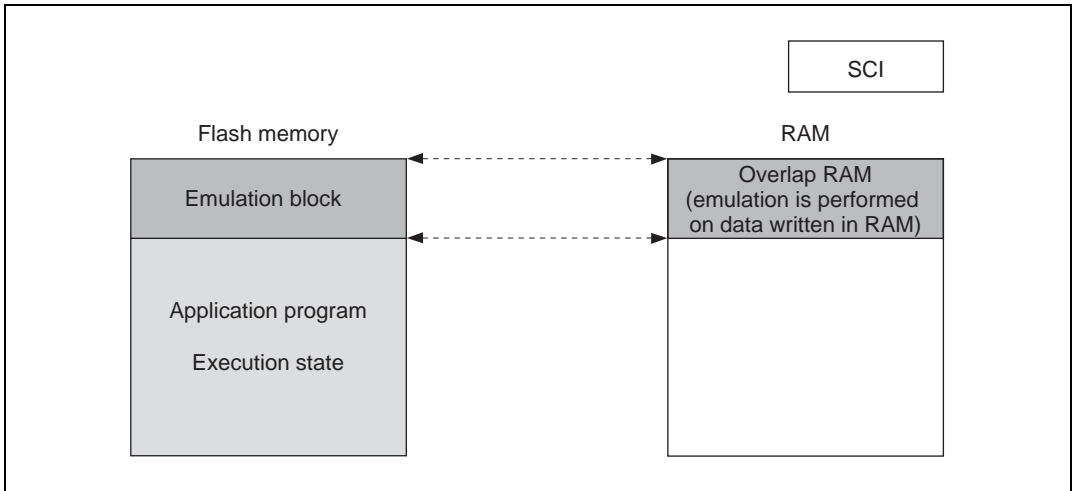 SCI
Flash memory
RAM
Emulation block
Overlap RAM
(emulation is performed
on data written in RAM)
Application program
Execution state